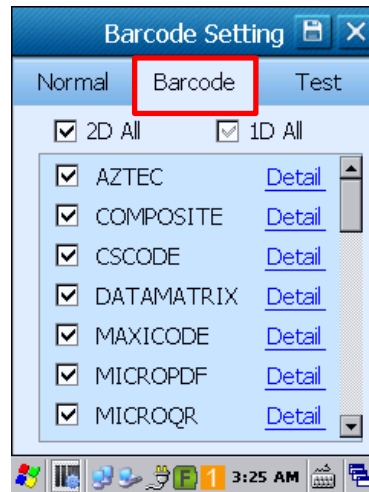 Barcode Setting
Normal Barcode Test
2D All 1D All
AZTEC Detail
COMPOSITE Detail
CSCODE Detail
DATAMATRIX Detail
MAXICODE Detail
MICROPDF Detail
MICROQR Detail
F 1 3:25 AM